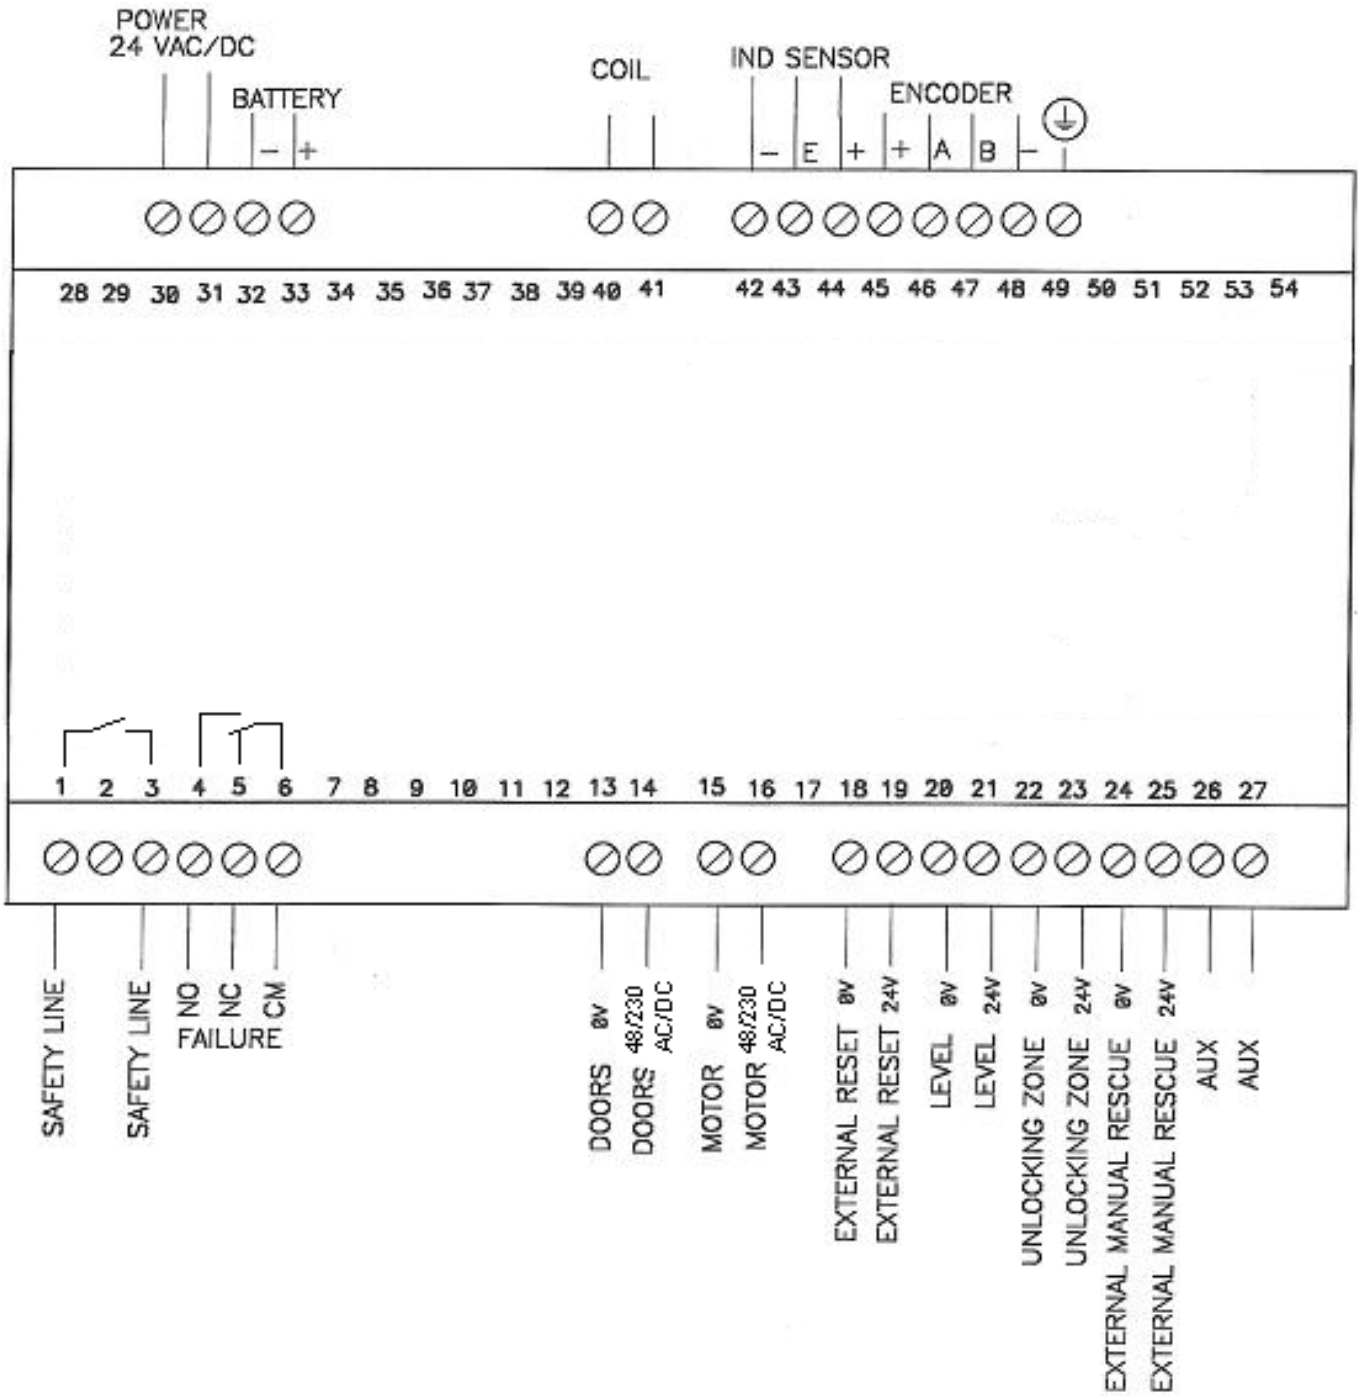 POWER
24 VAC/DC
BATTERY
- +
COIL
IND SENSOR
ENCODER
- E + + A B -
28 29 30 31 32 33 34 35 36 37 38 39 40 41 42 43 44 45 46 47 48 49 50 51 52 53 54
1 2 3 4 5 6 7 8 9 10 11 12 13 14 15 16 17 18 19 20 21 22 23 24 25 26 27
SAFETY LINE
SAFETY LINE
NO
NC
CM
FAILURE
DOORS 0V
DOORS 48/230
AC/DC
MOTOR 0V
MOTOR 48/230
AC/DC
EXTERNAL RESET 0V
EXTERNAL RESET 24V
LEVEL 0V
LEVEL 24V
UNLOCKING ZONE 0V
UNLOCKING ZONE 24V
EXTERNAL MANUAL RESCUE 0V
EXTERNAL MANUAL RESCUE 24V
AUX
AUX